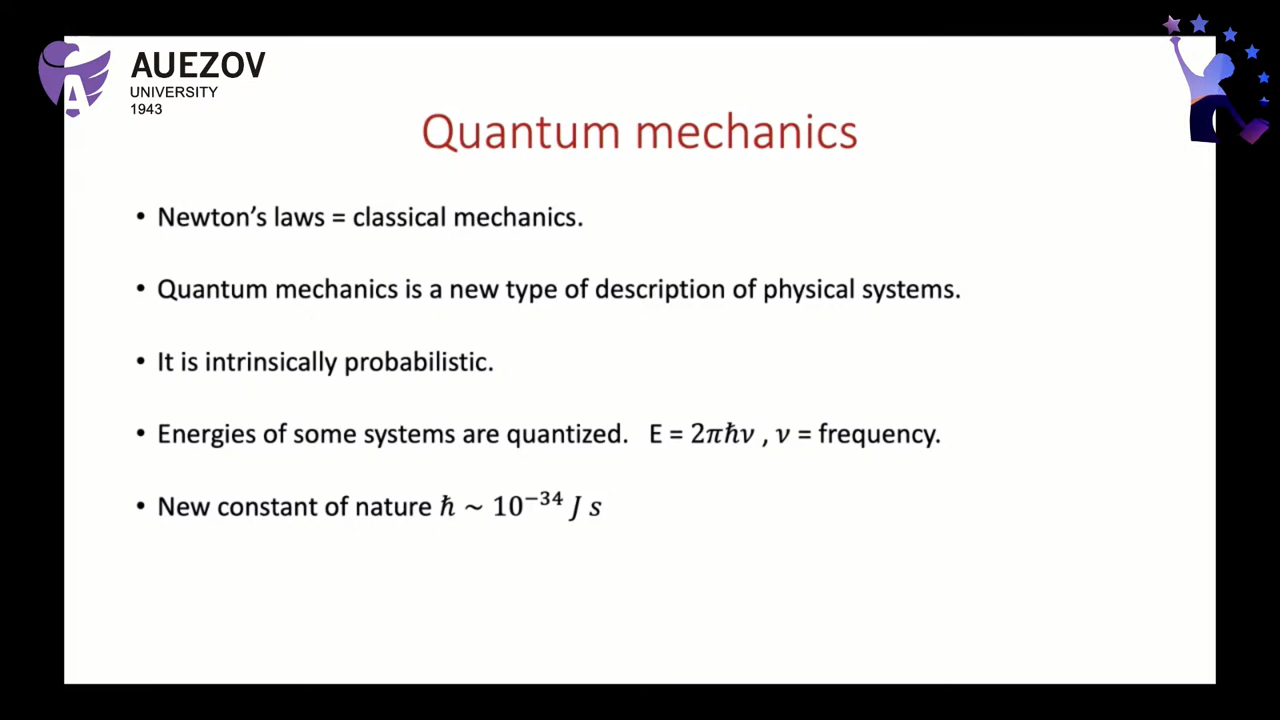 AUEZOV
UNIVERSITY
1943
Quantum mechanics
• Newton’s laws = classical mechanics.
• Quantum mechanics is a new type of description of physical systems.
• It is intrinsically probabilistic.
• Energies of some systems are quantized. E = 2𝜋ℏ𝜈 , 𝜈 = frequency.
• New constant of nature ℏ ~ 10⁻³⁴ J s